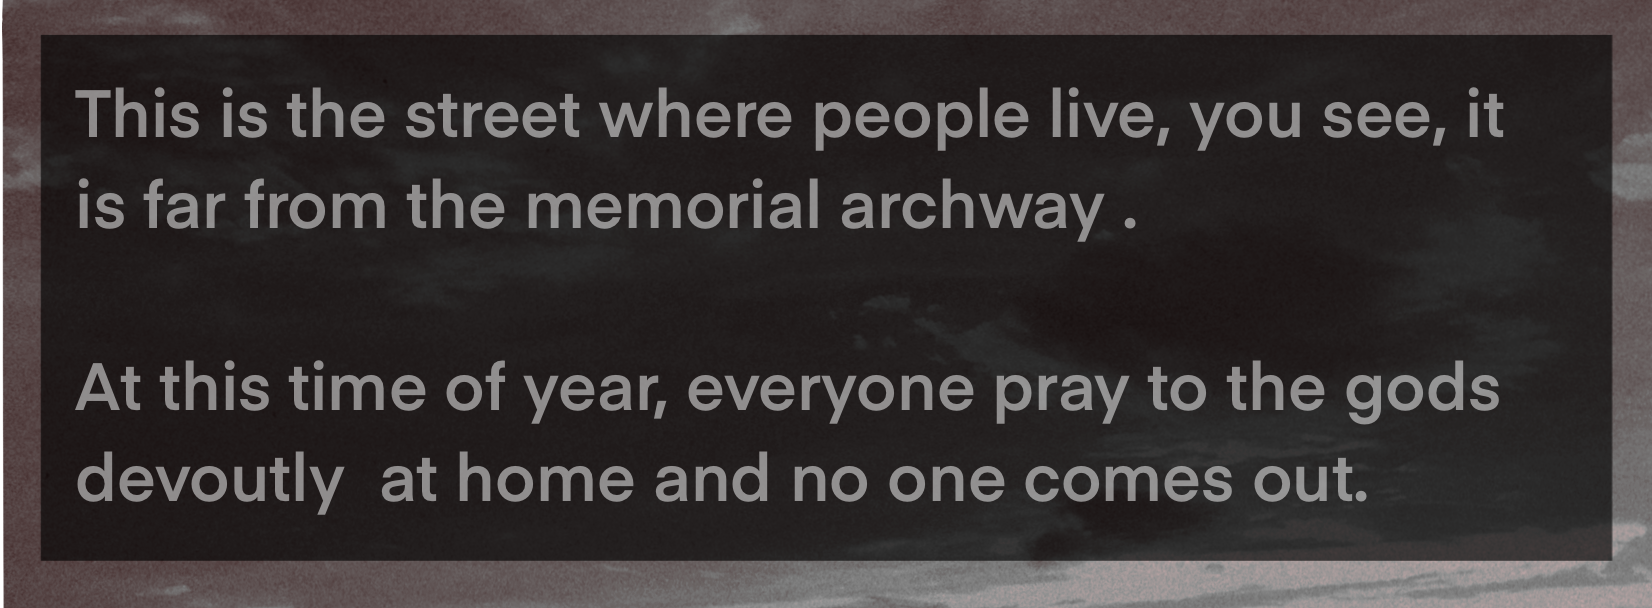 This is the street where people live, you see, it
is far from the memorial archway .
At this time of year, everyone pray to the gods
devoutly  at home and no one comes out.